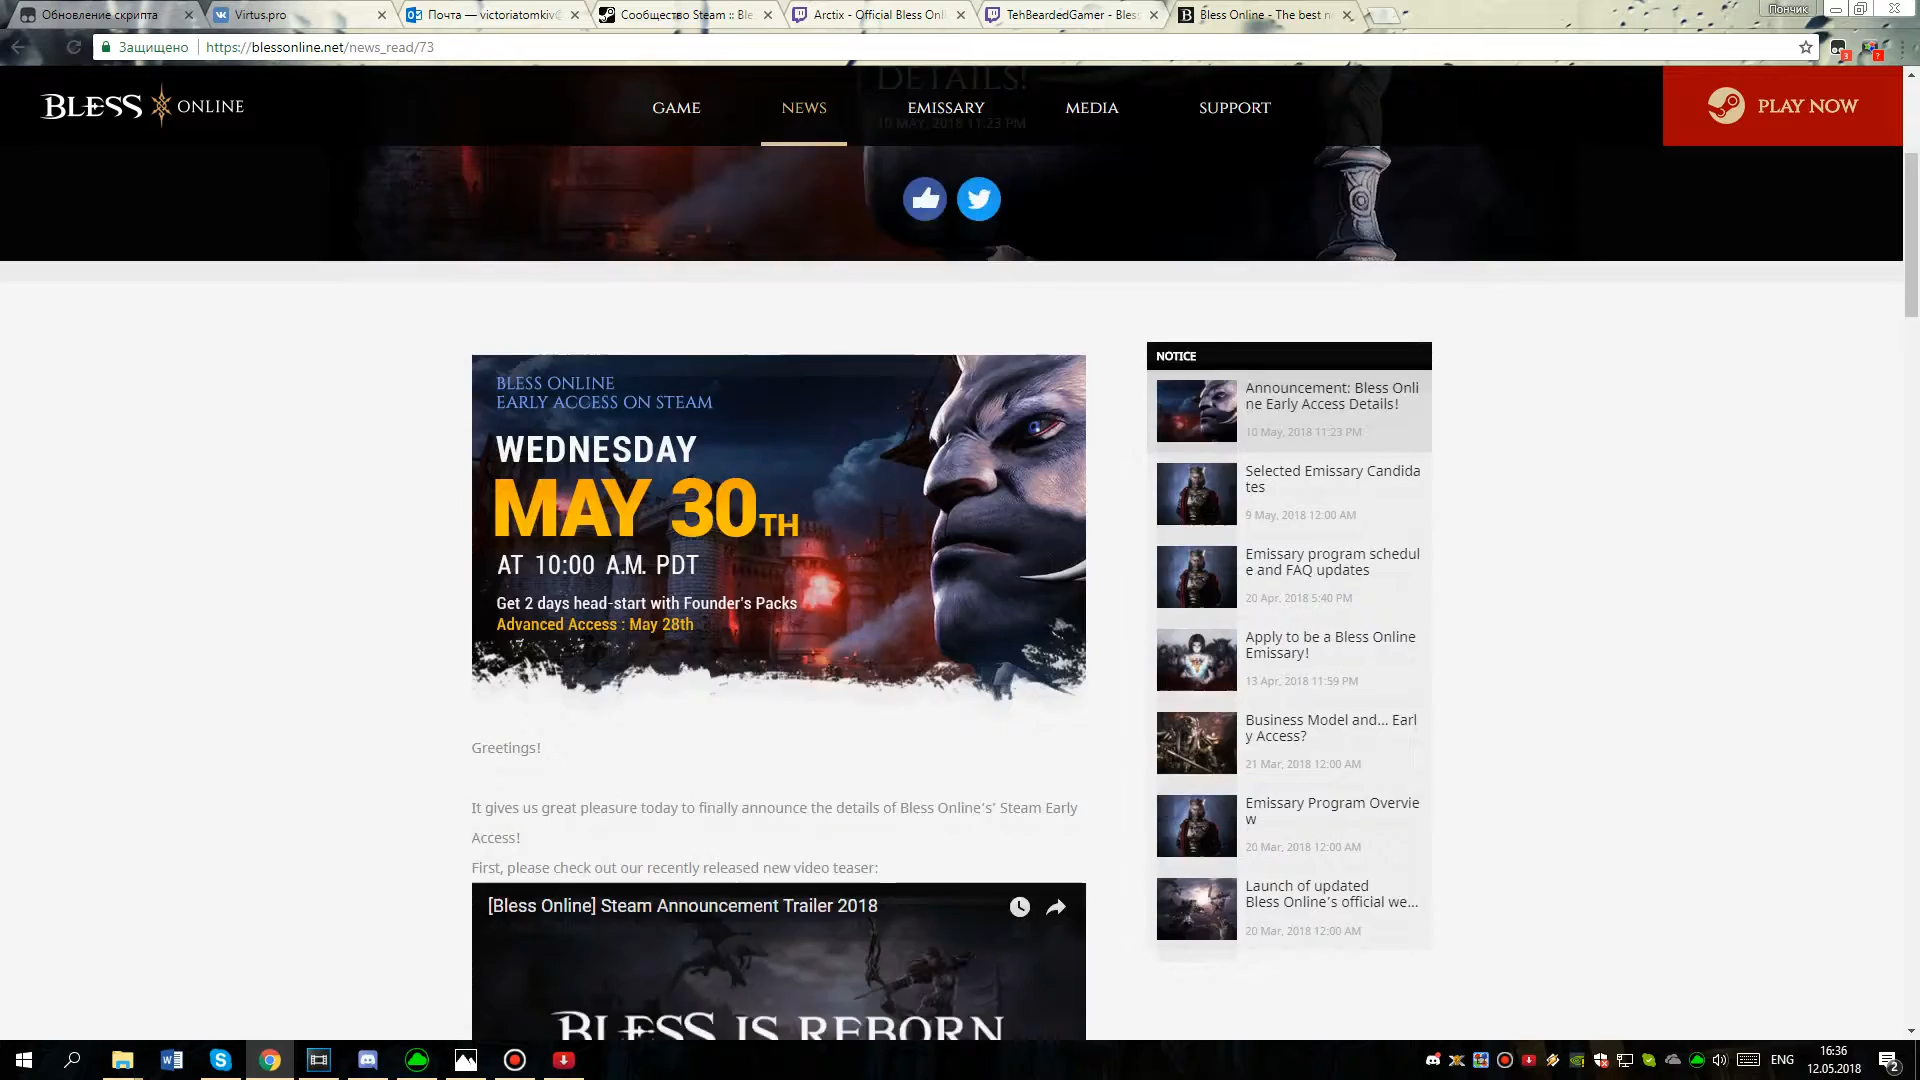 Обновление скрипта
Virtus.pro
Почта — victoriatomkiv
Сообщество Steam :: Ble
Arctix - Official Bless Onl
TehBeardedGamer - Bless
Bless Online - The best n
Пончик
Защищено
https://blessonline.net/news_read/73
BLESS ONLINE
GAME
NEWS
EMISSARY
MEDIA
SUPPORT
PLAY NOW
DETAILS!
10 MAY, 2018 11:23 PM
BLESS ONLINE
EARLY ACCESS ON STEAM
WEDNESDAY
MAY 30TH
AT 10:00 A.M. PDT
Get 2 days head-start with Founder's Packs
Advanced Access : May 28th
Greetings!
It gives us great pleasure today to finally announce the details of Bless Online's' Steam Early
Access!
First, please check out our recently released new video teaser:
[Bless Online] Steam Announcement Trailer 2018
BLESS IS REBORN
NOTICE
Announcement: Bless Onli
ne Early Access Details!
10 May, 2018 11:23 PM
Selected Emissary Candida
tes
9 May, 2018 12:00 AM
Emissary program schedul
e and FAQ updates
20 Apr, 2018 5:40 PM
Apply to be a Bless Online
Emissary!
13 Apr, 2018 11:59 PM
Business Model and... Earl
y Access?
21 Mar, 2018 12:00 AM
Emissary Program Overvie
w
20 Mar, 2018 12:00 AM
Launch of updated
Bless Online's official we...
20 Mar, 2018 12:00 AM
ENG
16:36
12.05.2018
2